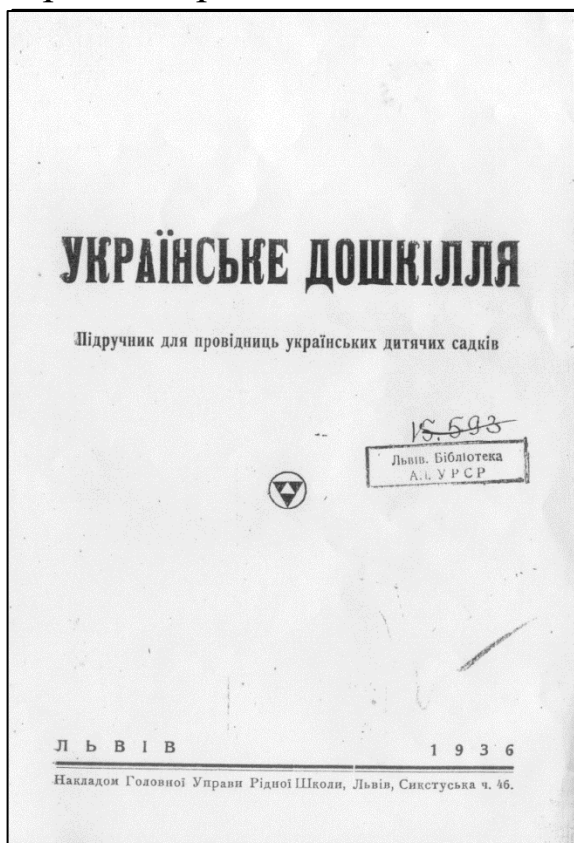 УКРАЇНСЬКЕ ДОШКІЛЛЯ
Підручник для провідниць українських дитячих садків
15.593
Львів. Бібліотека
УРСР
ЛЬВІВ 1936
Накладом Головної Управи Рідної Школи, Львів, Сикстуська ч. 46.